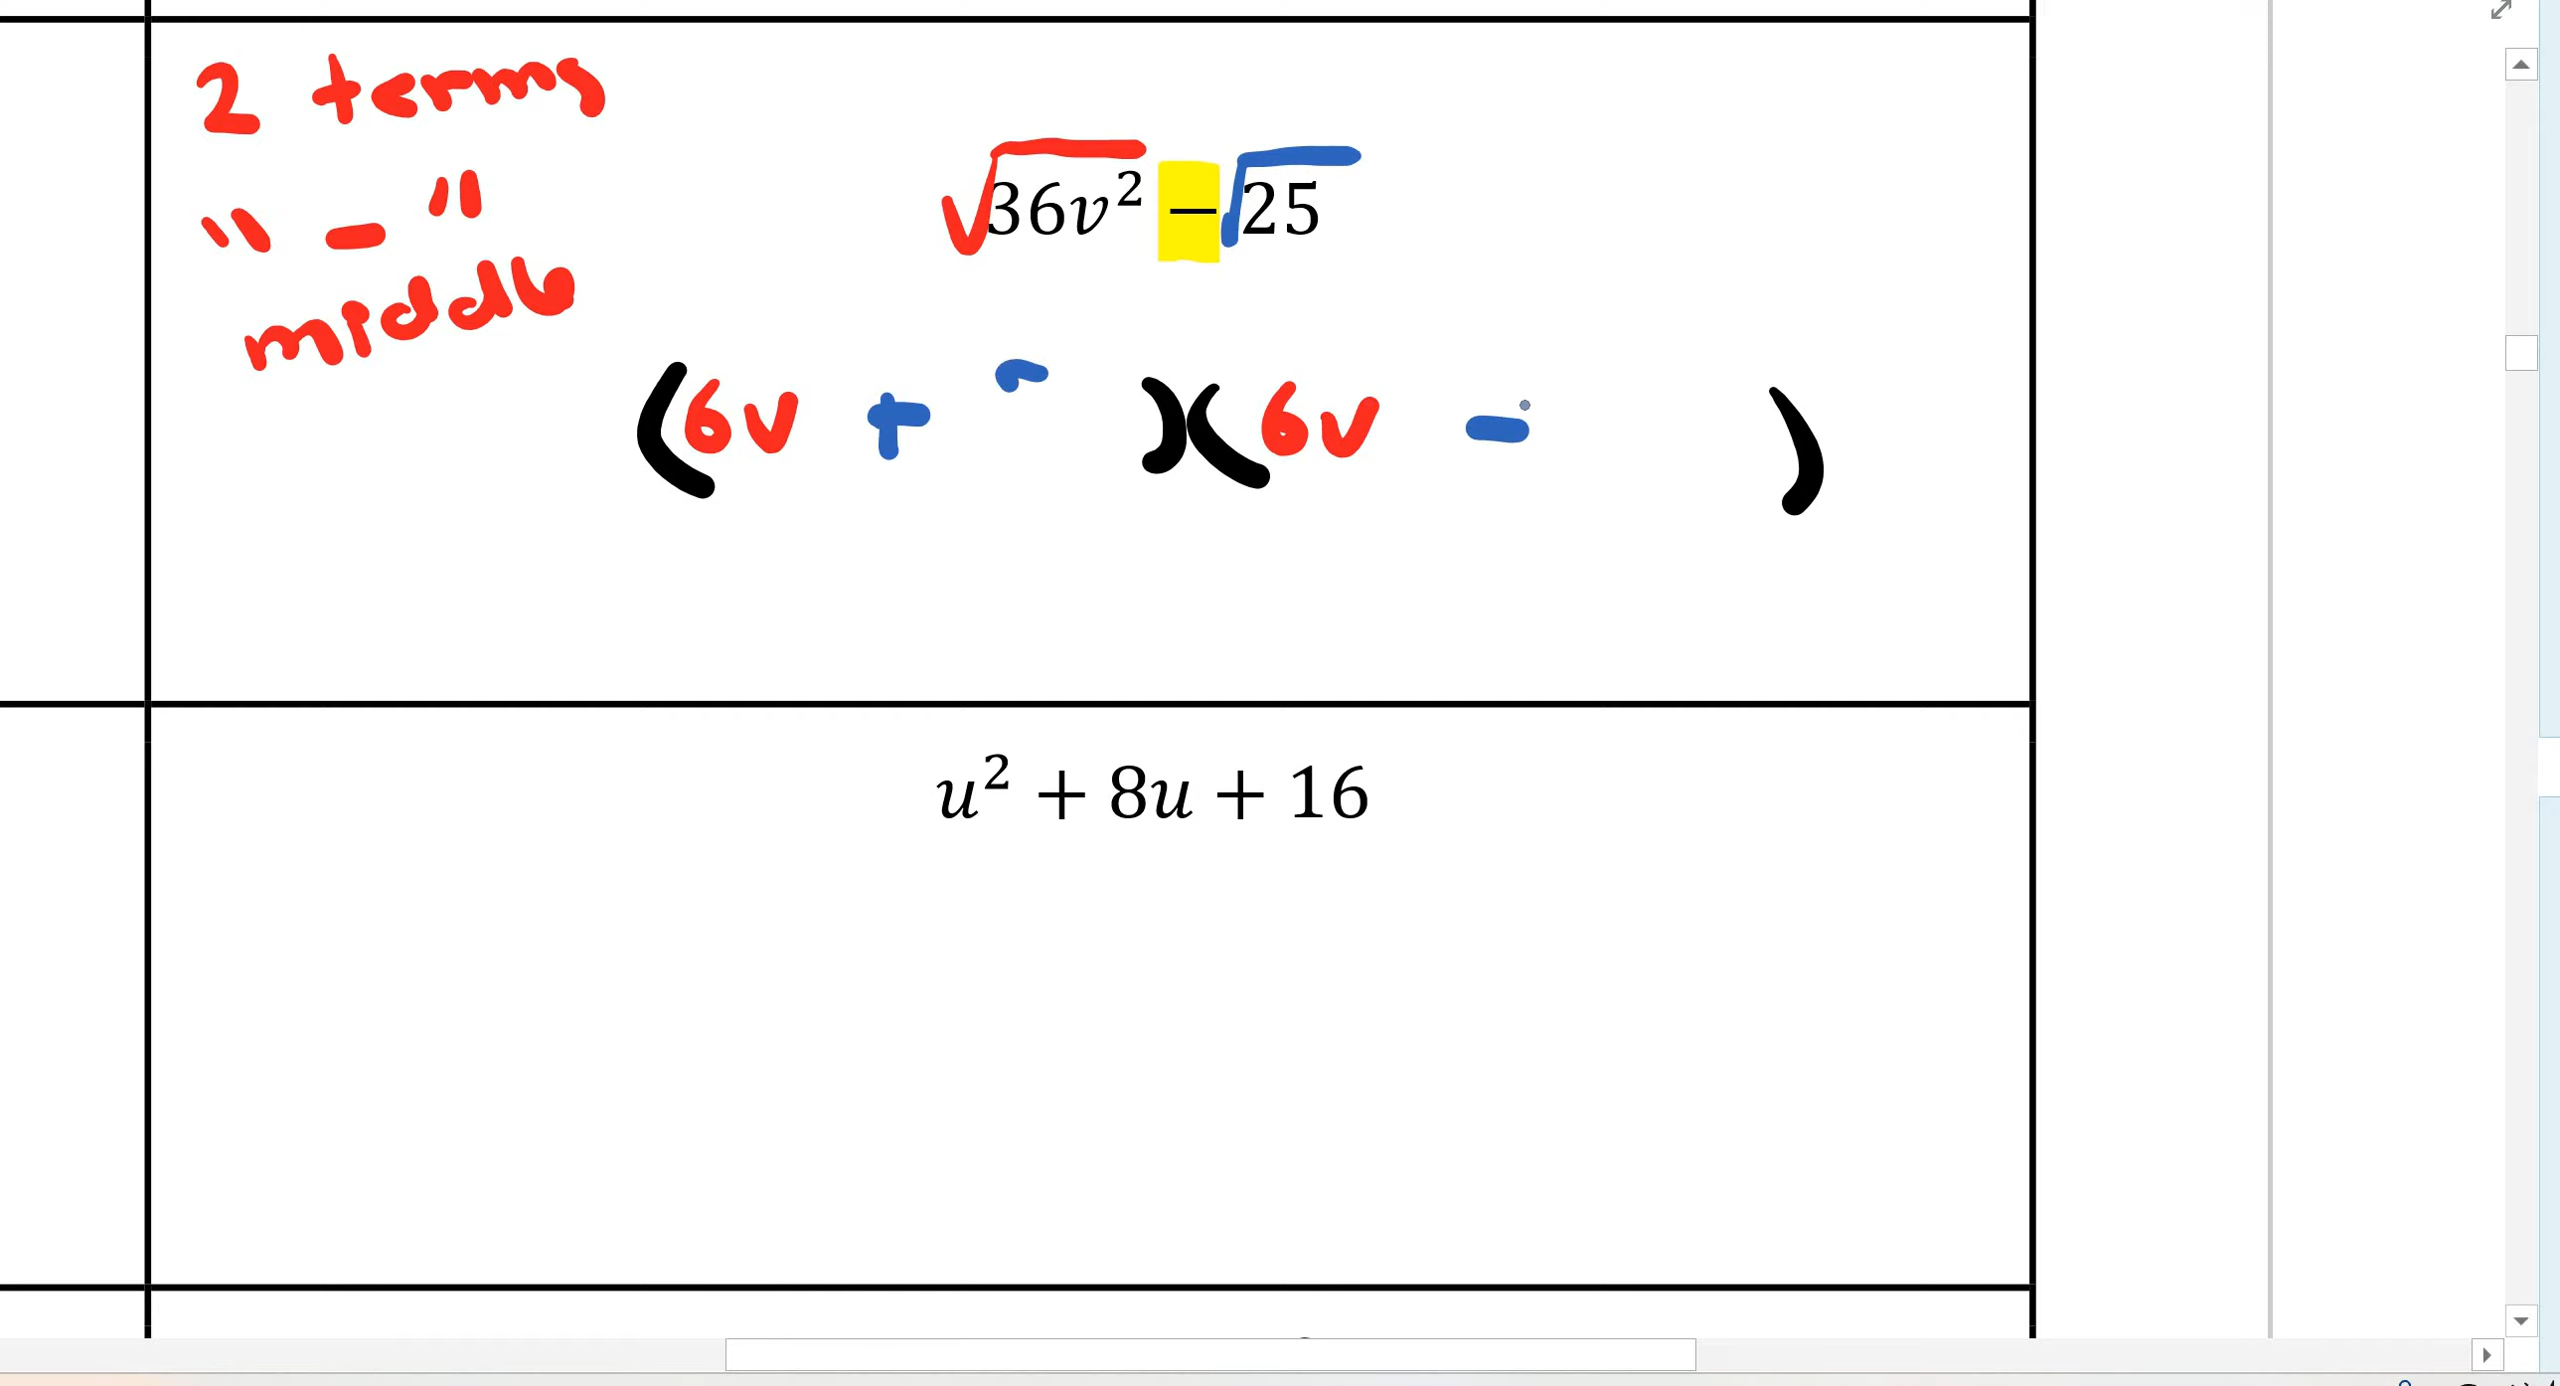 2 terms
" - "
middle
√36v² − √25
(6v + )(6v - )
u² + 8u + 16